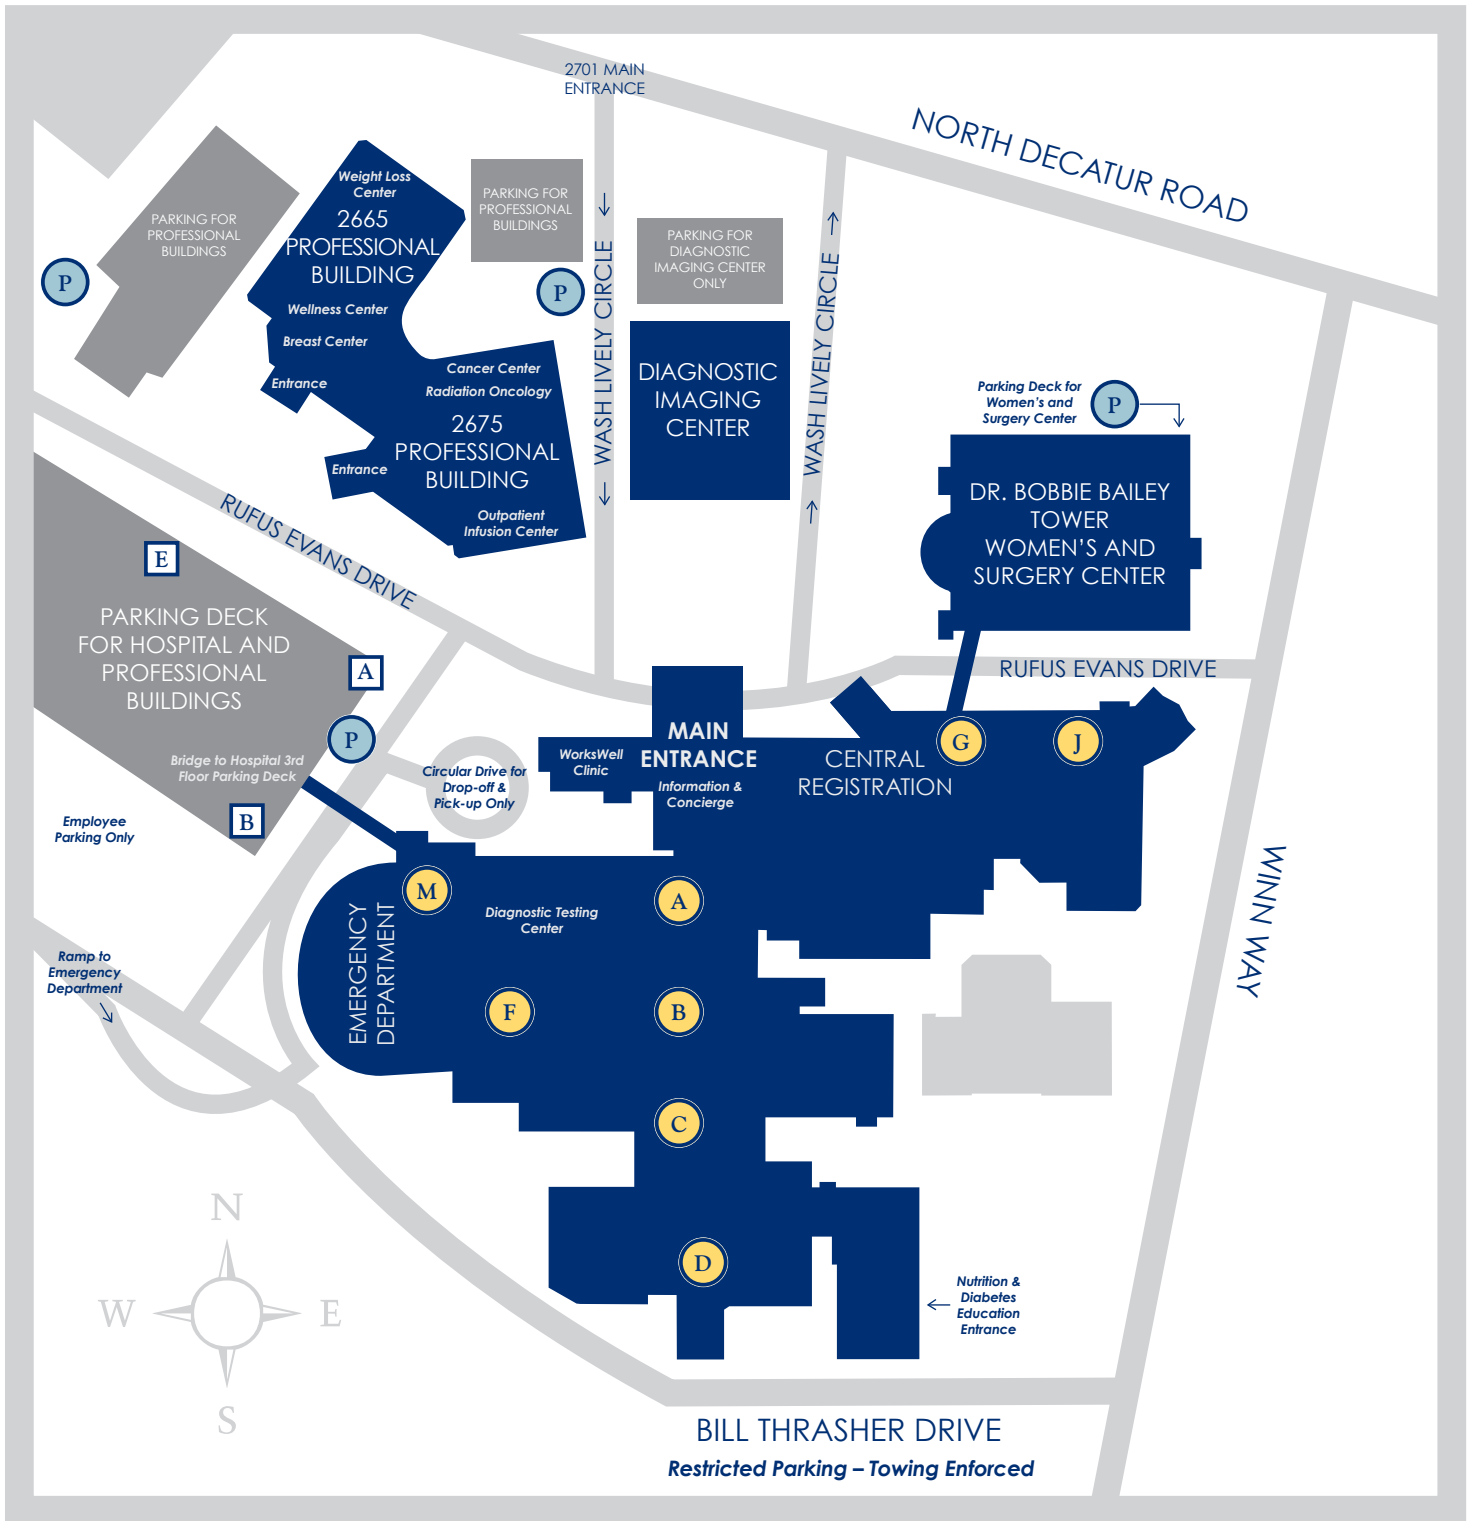 2701 MAIN
ENTRANCE
NORTH DECATUR ROAD
PARKING FOR
PROFESSIONAL
BUILDINGS
P
Weight Loss
Center
2665
PROFESSIONAL
BUILDING
Wellness Center
Breast Center
Entrance
PARKING FOR
PROFESSIONAL
BUILDINGS
P
WASH LIVELY CIRCLE
PARKING FOR
DIAGNOSTIC
IMAGING CENTER
ONLY
DIAGNOSTIC
IMAGING
CENTER
WASH LIVELY CIRCLE
Cancer Center
Radiation Oncology
2675
PROFESSIONAL
BUILDING
Entrance
Outpatient
Infusion Center
Parking Deck for
Women's and
Surgery Center
P
DR. BOBBIE BAILEY
TOWER
WOMEN'S AND
SURGERY CENTER
RUFUS EVANS DRIVE
E
PARKING DECK
FOR HOSPITAL AND
PROFESSIONAL
BUILDINGS
A
P
Bridge to Hospital 3rd
Floor Parking Deck
B
Employee
Parking Only
RUFUS EVANS DRIVE
Circular Drive for
Drop-off &
Pick-up Only
WorksWell
Clinic
MAIN
ENTRANCE
Information &
Concierge
CENTRAL
REGISTRATION
G
J
WINN WAY
M
EMERGENCY
DEPARTMENT
Diagnostic Testing
Center
A
F
B
C
D
Ramp to
Emergency
Department
N
W
E
S
Nutrition &
Diabetes
Education
Entrance
BILL THRASHER DRIVE
Restricted Parking – Towing Enforced